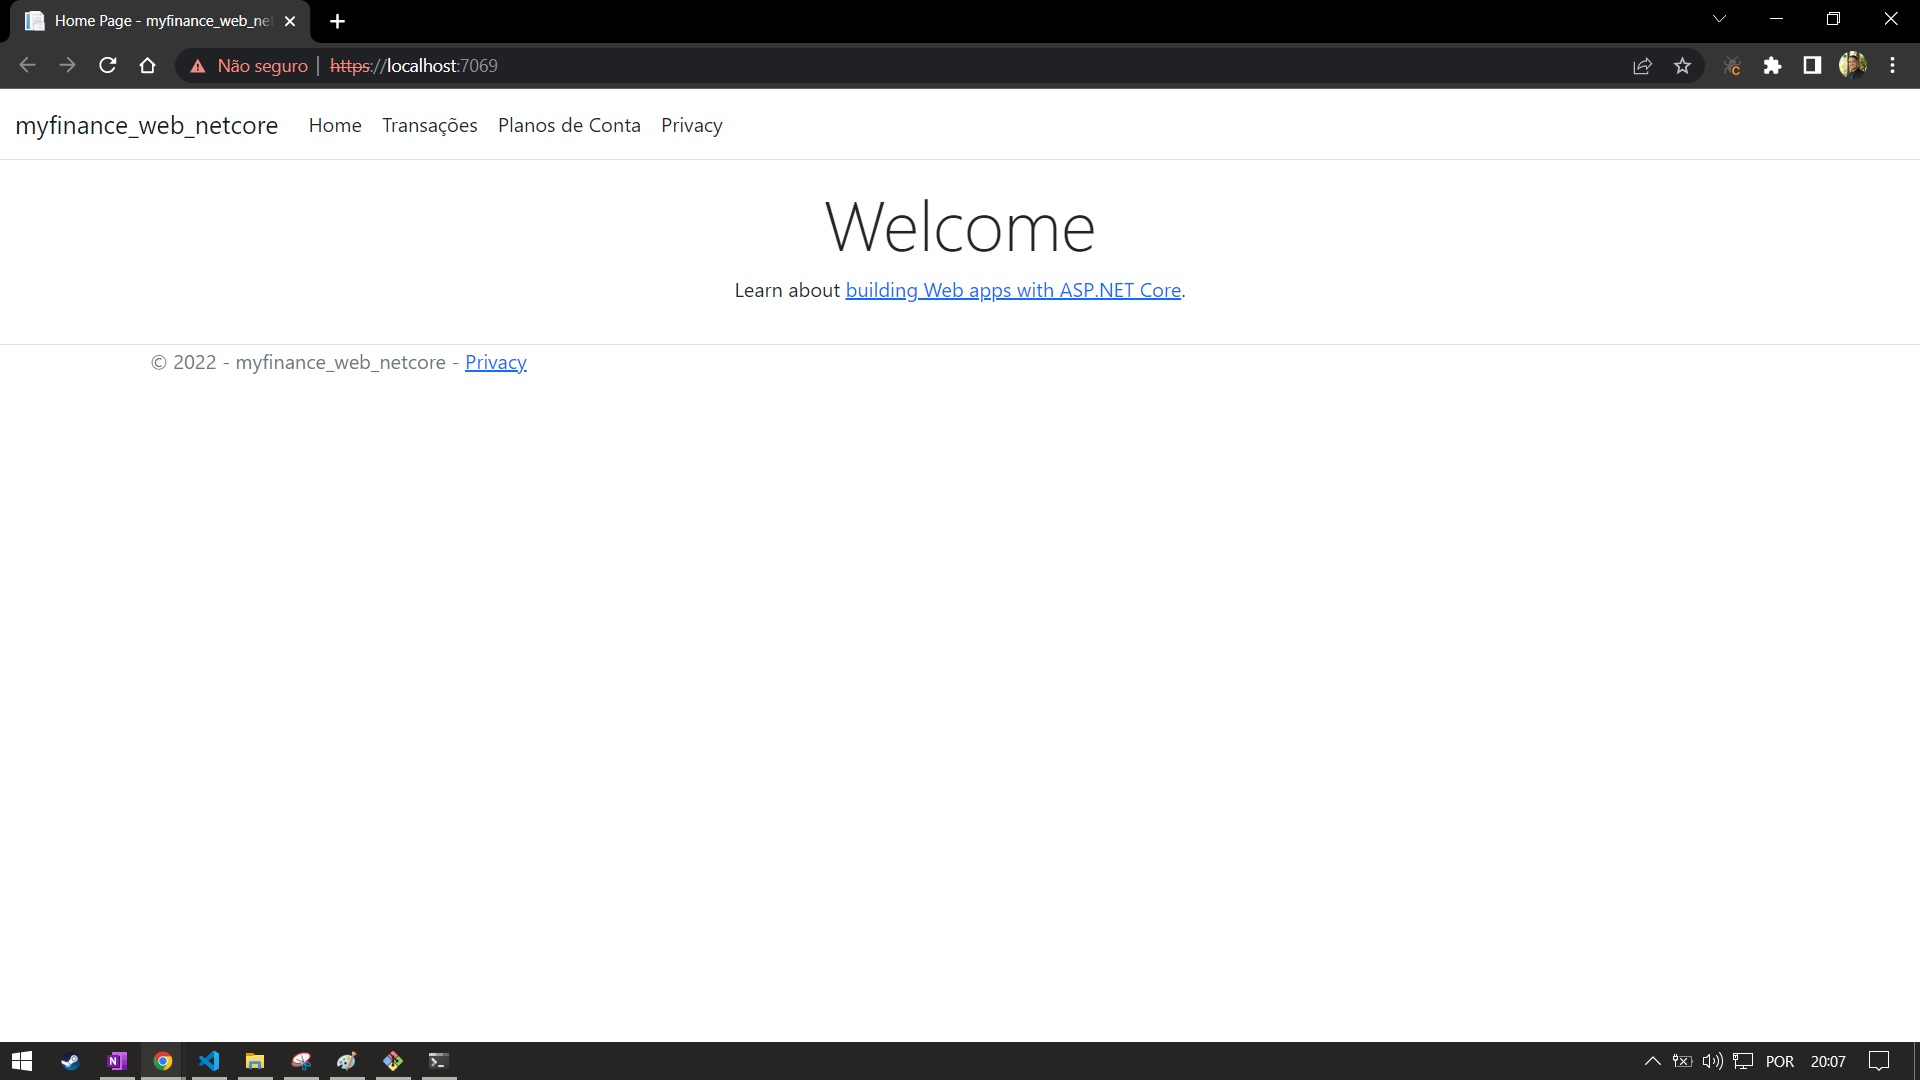 Home Page - myfinance_web_net
Não seguro | https://localhost:7069
myfinance_web_netcore Home Transações Planos de Conta Privacy
Welcome
Learn about building Web apps with ASP.NET Core.
© 2022 - myfinance_web_netcore - Privacy
POR 20:07